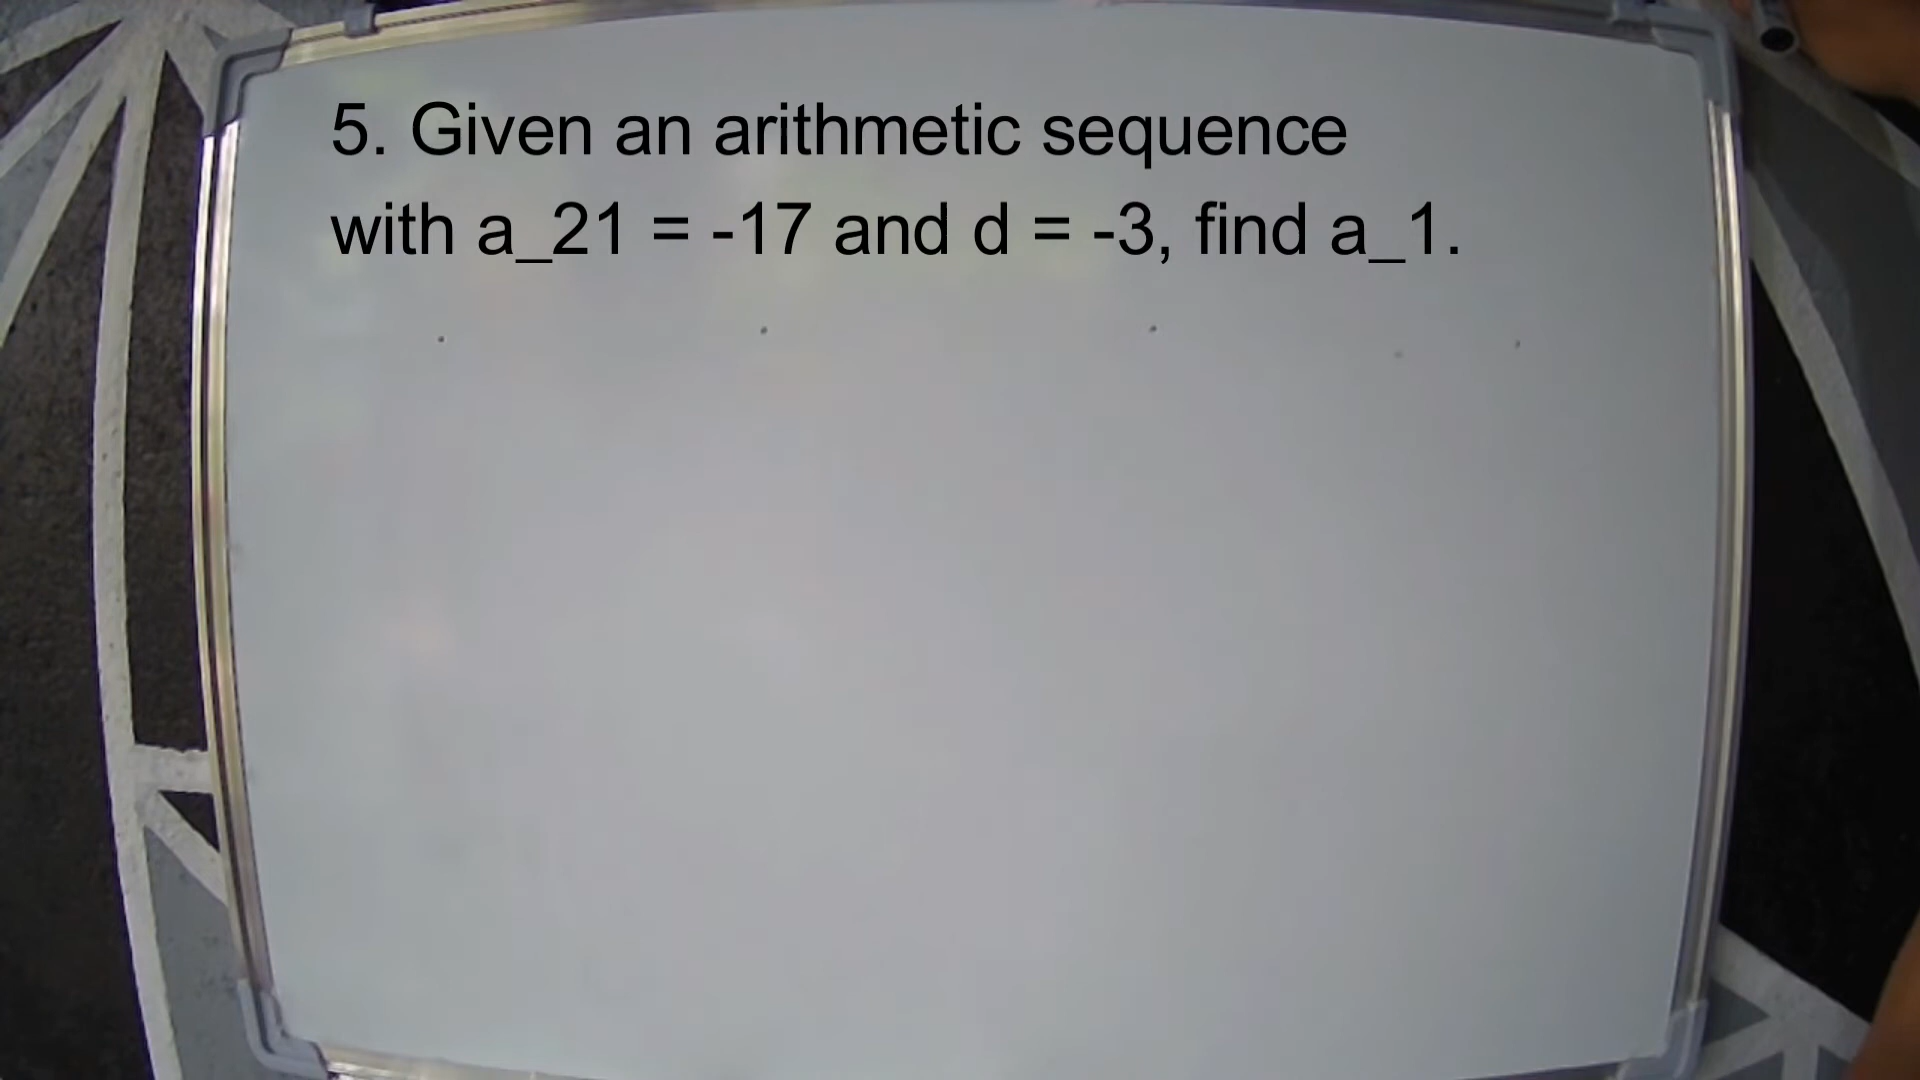 5. Given an arithmetic sequence
with a_21 = -17 and d = -3, find a_1.